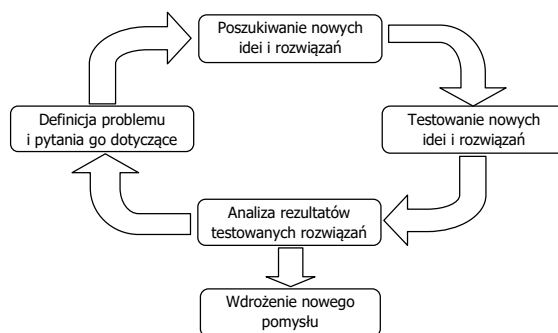 Poszukiwanie nowych
idei i rozwiązań
Definicja problemu
i pytania go dotyczące
Testowanie nowych
idei i rozwiązań
Analiza rezultatów
testowanych rozwiązań
Wdrożenie nowego
pomysłu